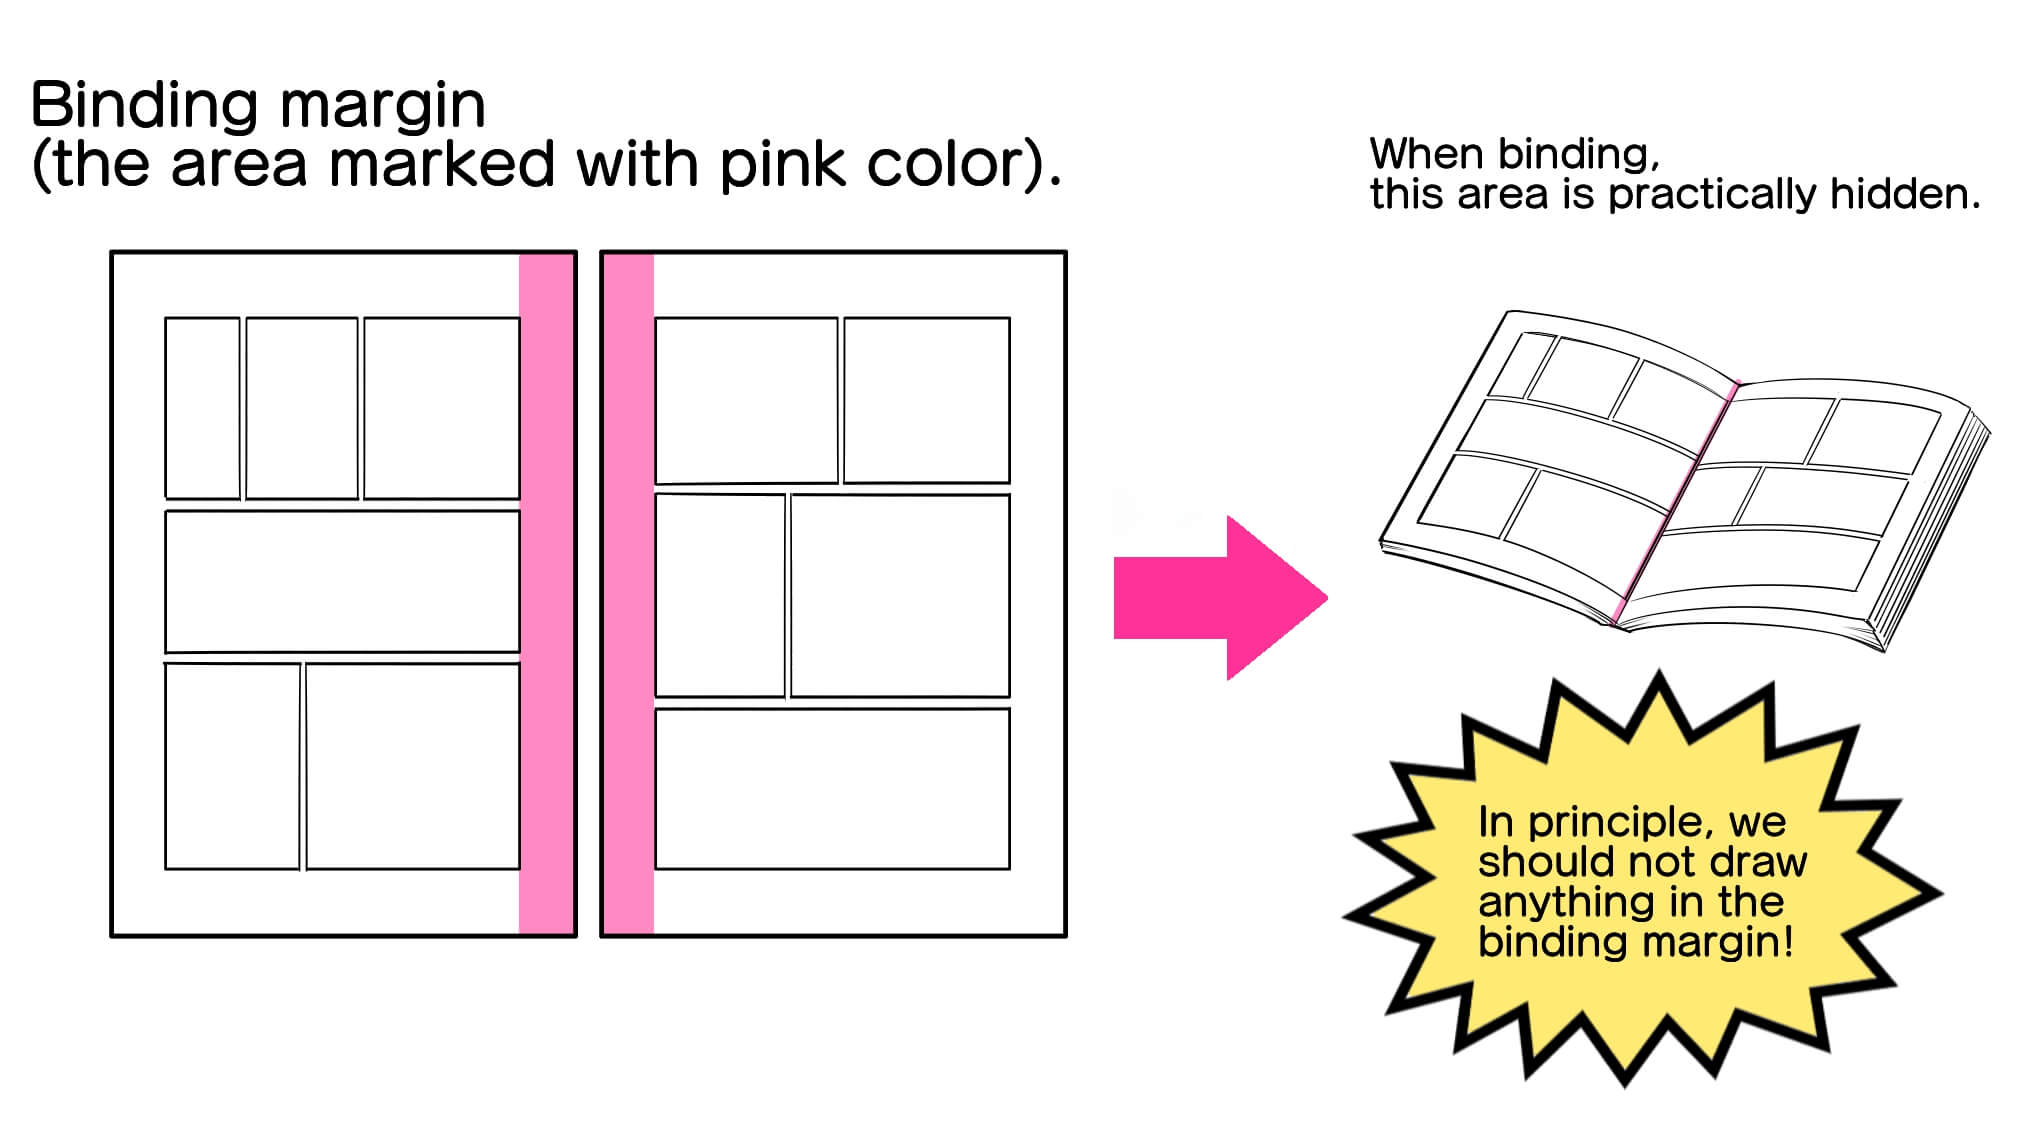 Binding margin
(the area marked with pink color).
When binding,
this area is practically hidden.
In principle, we
should not draw
anything in the
binding margin!